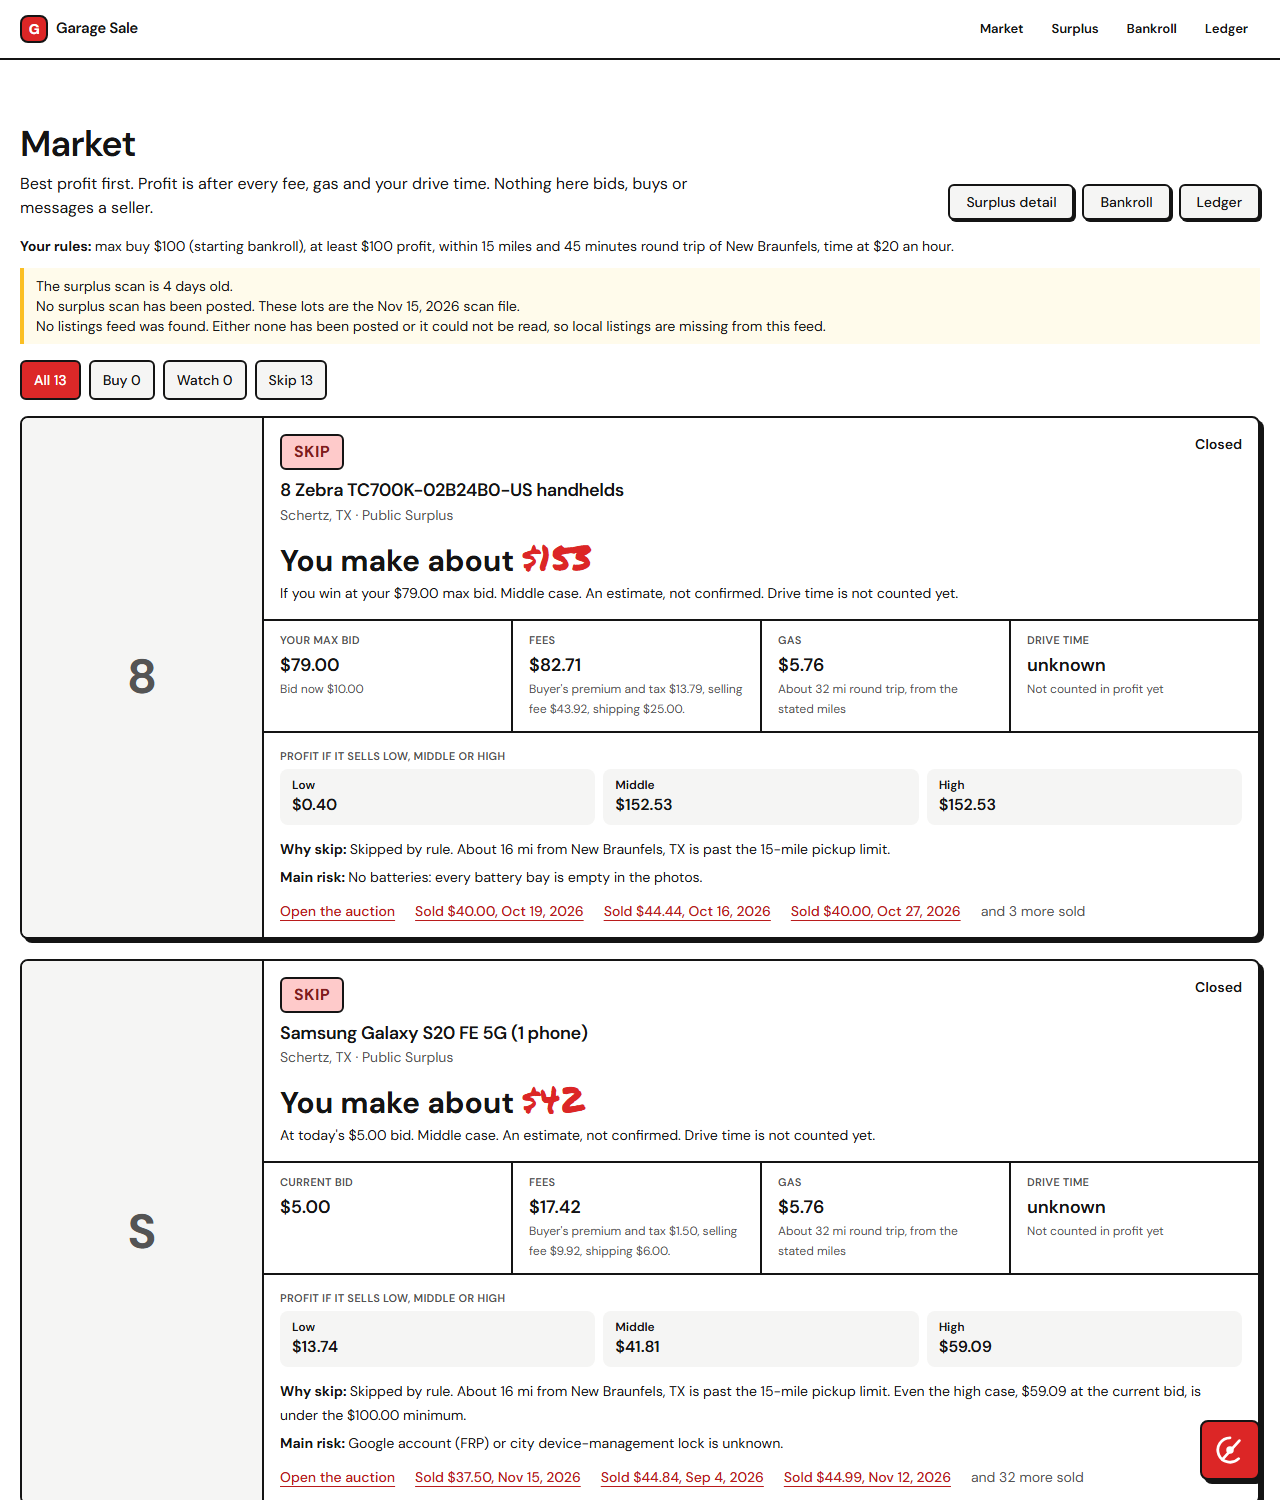 G Garage Sale Market Surplus Bankroll Ledger
Market
Best profit first. Profit is after every fee, gas and your drive time. Nothing here bids, buys or
messages a seller.
Surplus detail Bankroll Ledger
Your rules: max buy $100 (starting bankroll), at least $100 profit, within 15 miles and 45 minutes round trip of New Braunfels, time at $20 an hour.
The surplus scan is 4 days old.
No surplus scan has been posted. These lots are the Nov 15, 2026 scan file.
No listings feed was found. Either none has been posted or it could not be read, so local listings are missing from this feed.
All 13 Buy 0 Watch 0 Skip 13
8
SKIP Closed
8 Zebra TC700K-02B24B0-US handhelds
Schertz, TX · Public Surplus
You make about $153
If you win at your $79.00 max bid. Middle case. An estimate, not confirmed. Drive time is not counted yet.
YOUR MAX BID
$79.00
Bid now $10.00
FEES
$82.71
Buyer's premium and tax $13.79, selling
fee $43.92, shipping $25.00.
GAS
$5.76
About 32 mi round trip, from the
stated miles
DRIVE TIME
unknown
Not counted in profit yet
PROFIT IF IT SELLS LOW, MIDDLE OR HIGH
Low
$0.40
Middle
$152.53
High
$152.53
Why skip: Skipped by rule. About 16 mi from New Braunfels, TX is past the 15-mile pickup limit.
Main risk: No batteries: every battery bay is empty in the photos.
Open the auction Sold $40.00, Oct 19, 2026 Sold $44.44, Oct 16, 2026 Sold $40.00, Oct 27, 2026 and 3 more sold
S
SKIP Closed
Samsung Galaxy S20 FE 5G (1 phone)
Schertz, TX · Public Surplus
You make about $42
At today's $5.00 bid. Middle case. An estimate, not confirmed. Drive time is not counted yet.
CURRENT BID
$5.00
FEES
$17.42
Buyer's premium and tax $1.50, selling
fee $9.92, shipping $6.00.
GAS
$5.76
About 32 mi round trip, from the
stated miles
DRIVE TIME
unknown
Not counted in profit yet
PROFIT IF IT SELLS LOW, MIDDLE OR HIGH
Low
$13.74
Middle
$41.81
High
$59.09
Why skip: Skipped by rule. About 16 mi from New Braunfels, TX is past the 15-mile pickup limit. Even the high case, $59.09 at the current bid, is
under the $100.00 minimum.
Main risk: Google account (FRP) or city device-management lock is unknown.
Open the auction Sold $37.50, Nov 15, 2026 Sold $44.84, Sep 4, 2026 Sold $44.99, Nov 12, 2026 and 32 more sold